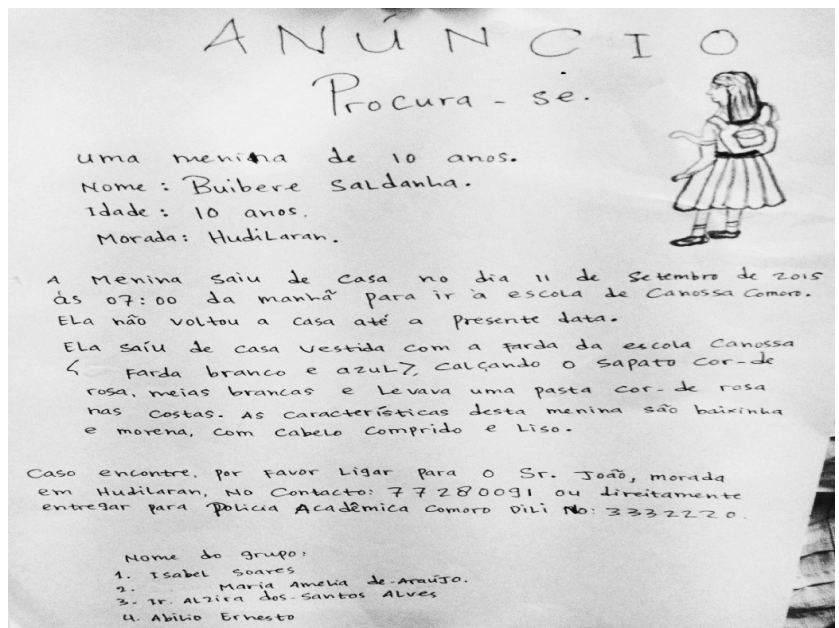 ANÚNCIO
Procura-se.
uma menina de 10 anos.
Nome: Buibere Saldanha.
Idade: 10 anos.
Morada: Hudilaran.
A menina saiu de casa no dia 11 de Setembro de 2015
ás 07:00 da manhã para ir à escola de Canossa Comoro.
Ela não voltou a casa até a presente data.
Ela saíu de casa vestida com a farda da escola Canossa
< Farda branco e azul>, calçando o sapato cor-de
rosa, meias brancas e Levava uma pasta cor-de rosa
nas costas. As características desta menina são baixinha
e morena, com cabelo comprido e liso.
Caso encontre, por favor ligar para o Sr. João, morada
em Hudilaran, No Contacto: 77280091 ou direitamente
entregar para Polícia Acadêmica Comoro Dili No: 3332220.
Nome do grupo:
1. Isabel Soares
2. Maria Amelia de-Araújo.
3. Ir. Alzira dos-Santos Alves
4. Abilio Ernesto